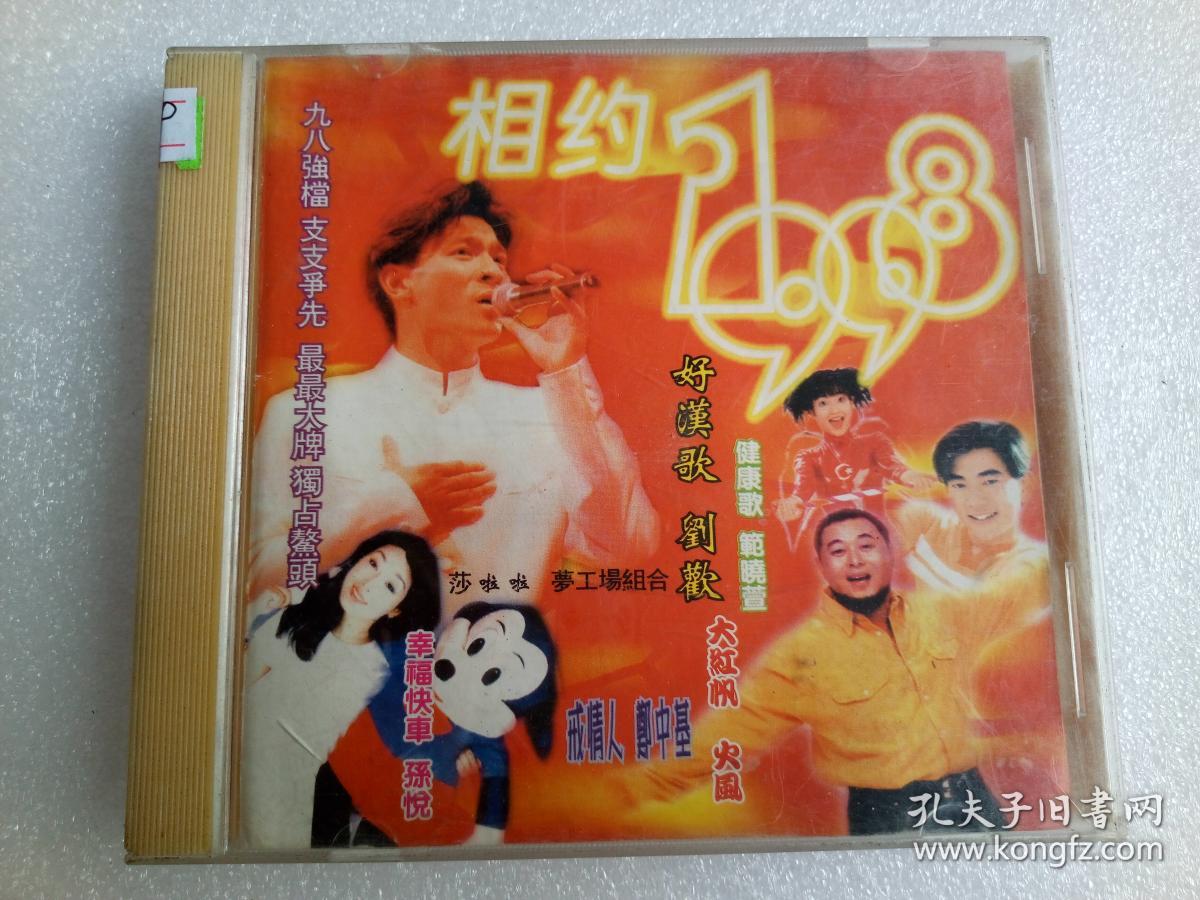 相约1998
九八強檔 支支爭先 最最大牌 獨占鰲頭
好漢歌 劉歡
健康歌 範曉萱
莎啦啦 夢工場組合
大紅帆 火風
幸福快車 孫悅
戒情人 鄭中基
孔夫子旧書网
www.kongfz.com